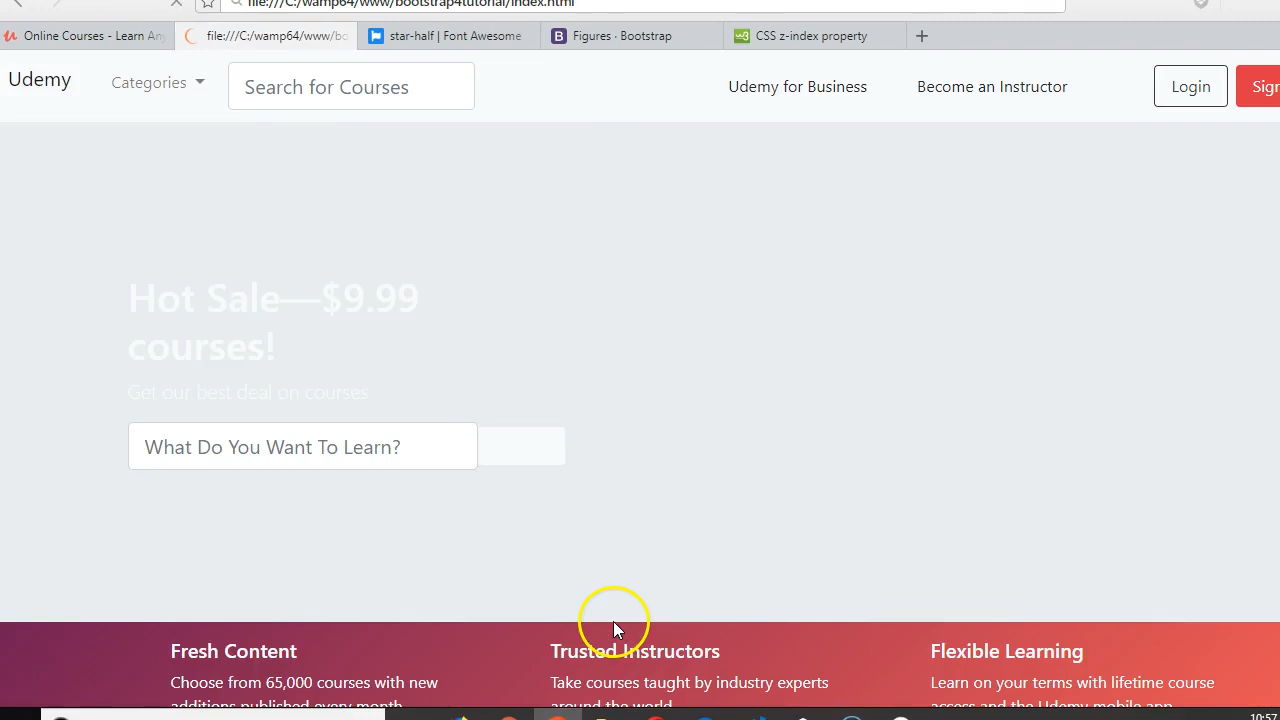 file:///C:/wamp64/www/bootstrap4tutorial/index.html
Online Courses - Learn Any
file:///C:/wamp64/www/bo
star-half | Font Awesome
B Figures · Bootstrap
CSS z-index property
Udemy
Categories
Search for Courses
Udemy for Business
Become an Instructor
Login
Sign
Hot Sale—$9.99
courses!
Get our best deal on courses
What Do You Want To Learn?
Fresh Content
Trusted Instructors
Flexible Learning
Choose from 65,000 courses with new
additions published every month
Take courses taught by industry experts
around the world
Learn on your terms with lifetime course
access and the Udemy mobile app
10:57